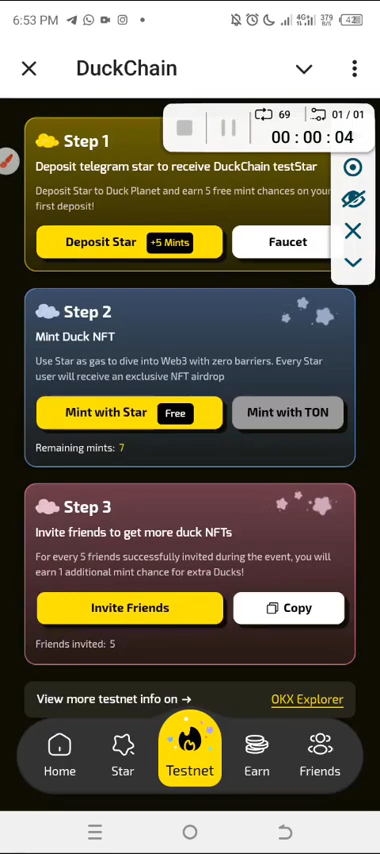 6:53 PM
4G
379
B/s
42
DuckChain
69
01 / 01
00:00:04
Step 1
Deposit telegram star to receive DuckChain testStar
Deposit Star to Duck Planet and earn 5 free mint chances on your
first deposit!
Deposit Star
+5 Mints
Faucet
Step 2
Mint Duck NFT
Use Star as gas to dive into Web3 with zero barriers. Every Star
user will receive an exclusive NFT airdrop
Mint with Star
Free
Mint with TON
Remaining mints: 7
Step 3
Invite friends to get more duck NFTs
For every 5 friends successfully invited during the event, you will
earn 1 additional mint chance for extra Ducks!
Invite Friends
Copy
Friends invited: 5
View more testnet info on →
OKX Explorer
Home
Star
Testnet
Earn
Friends